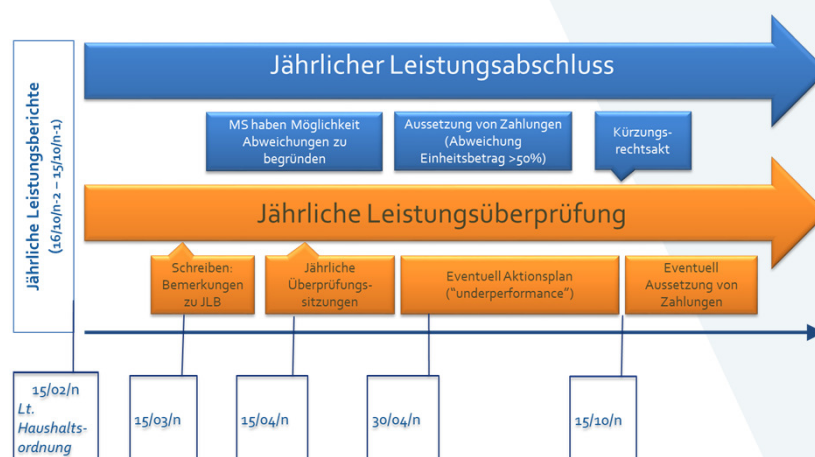 Jährliche Leistungsberichte
(16/10/n-2 – 15/10/n-1)
Jährlicher Leistungsabschluss
MS haben Möglichkeit
Abweichungen zu
begründen
Aussetzung von Zahlungen
(Abweichung
Einheitsbetrag >50%)
Kürzungs-
rechtsakt
Jährliche Leistungsüberprüfung
Schreiben:
Bemerkungen
zu JLB
Jährliche
Überprüfungs-
sitzungen
Eventuell Aktionsplan
("underperformance")
Eventuell
Aussetzung von
Zahlungen
15/02/n
Lt.
Haushalts-
ordnung
15/03/n
15/04/n
30/04/n
15/10/n